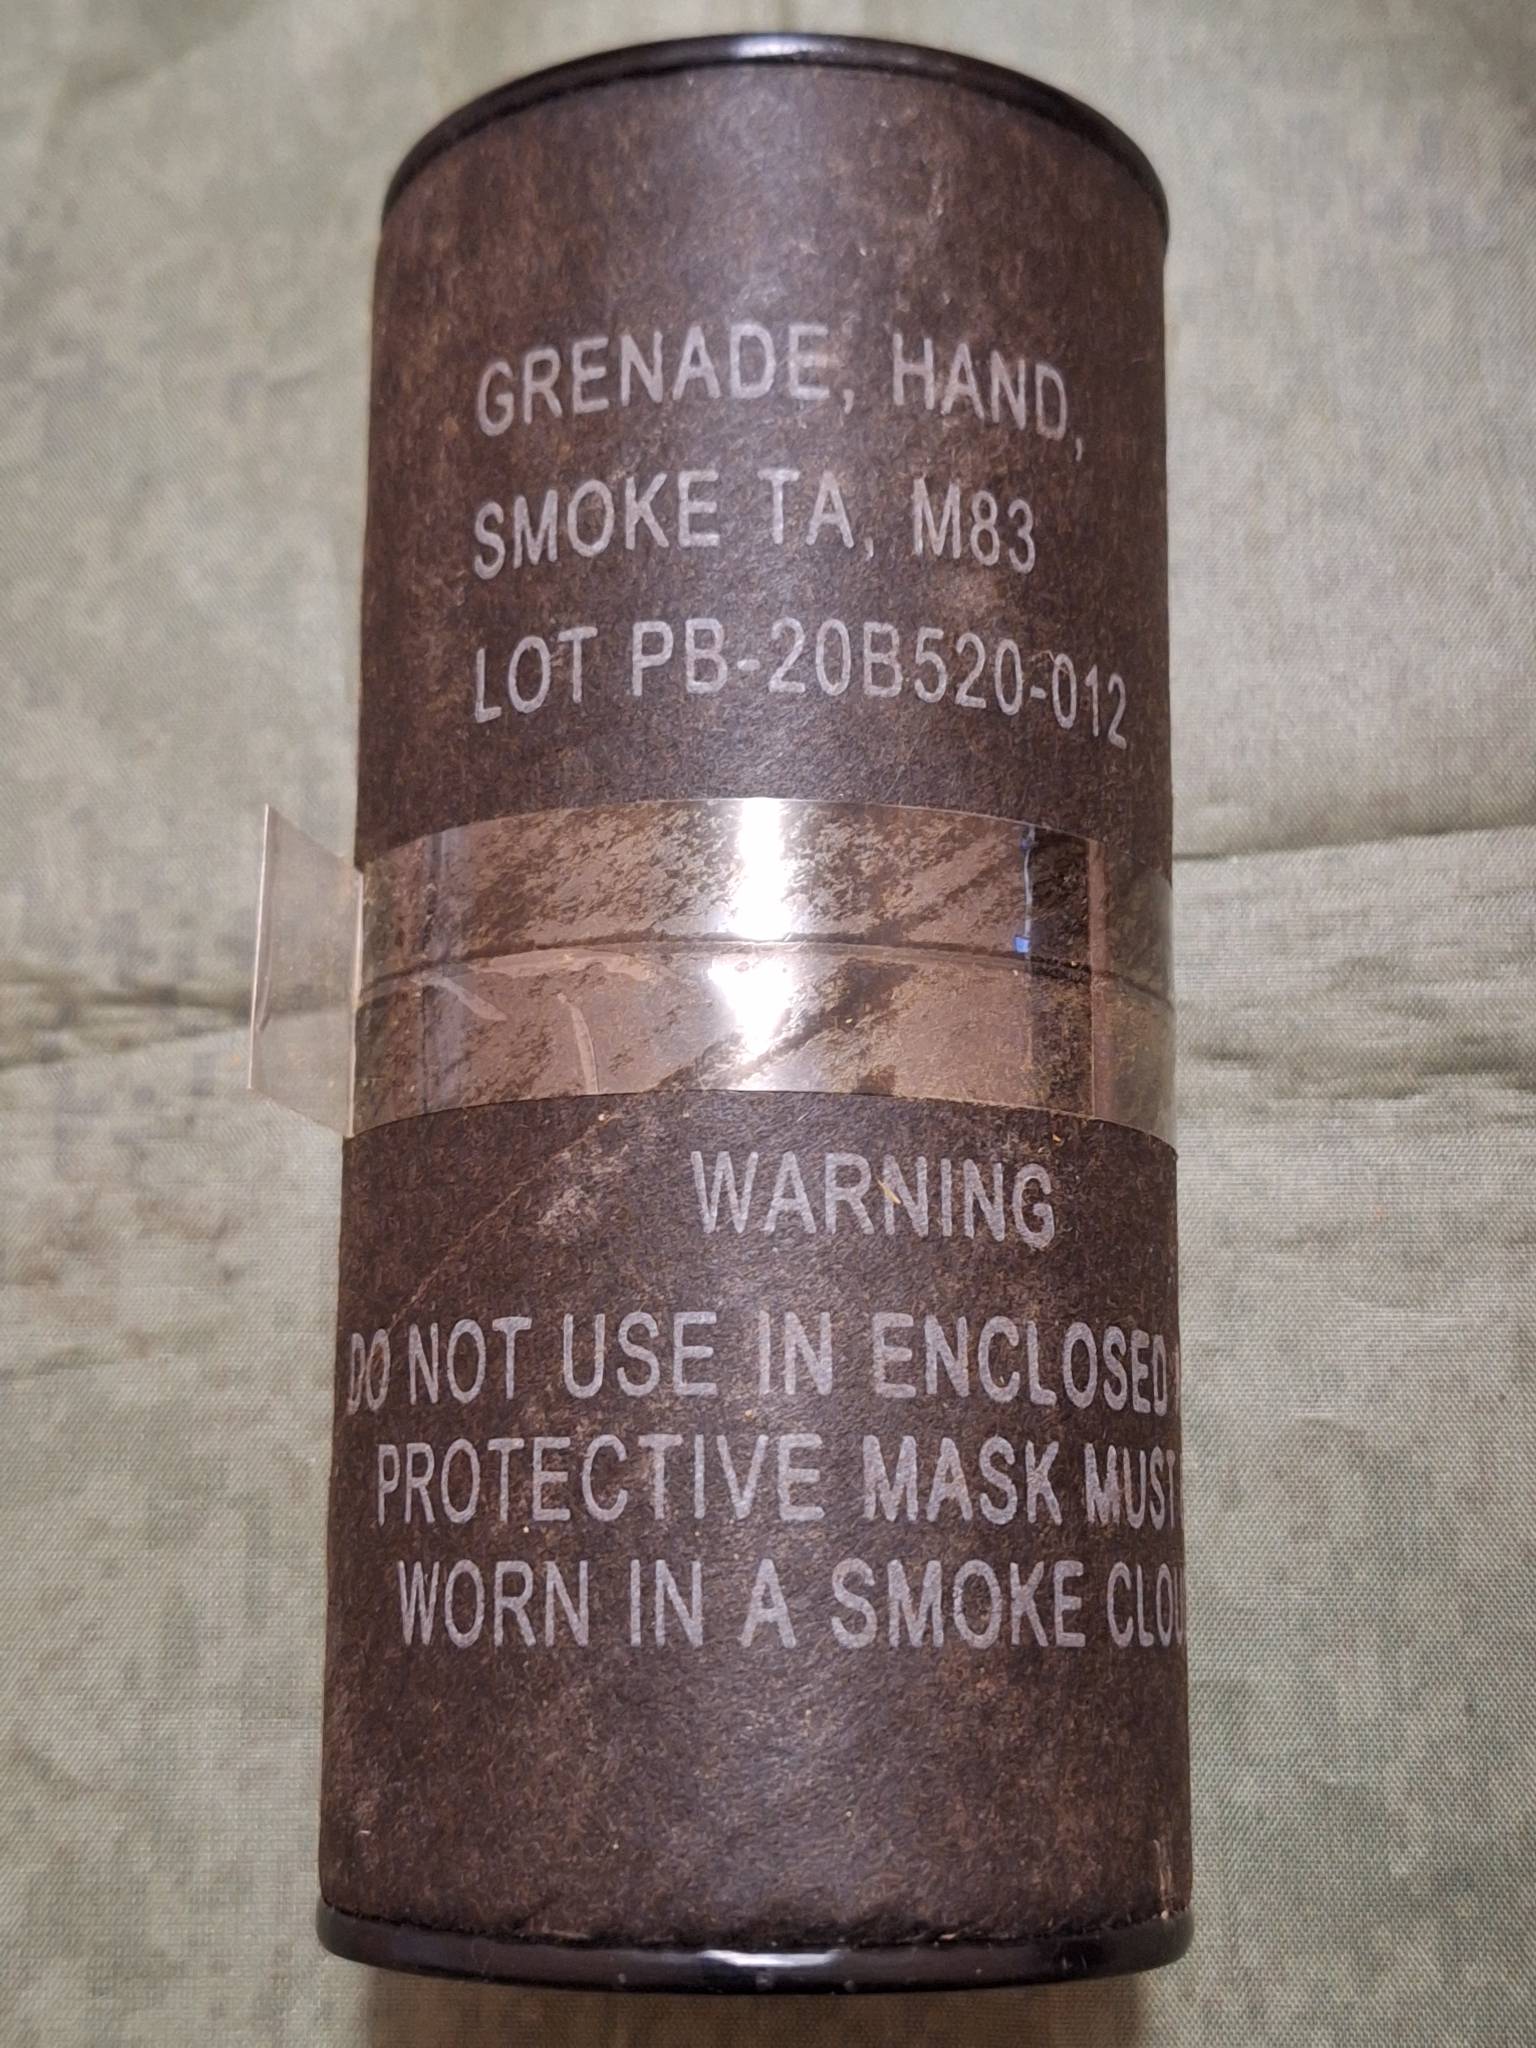 GRENADE, HAND,
SMOKE TA, M83
LOT PB-20B520-012
WARNING
DO NOT USE IN ENCLOSED
PROTECTIVE MASK MUST
WORN IN A SMOKE